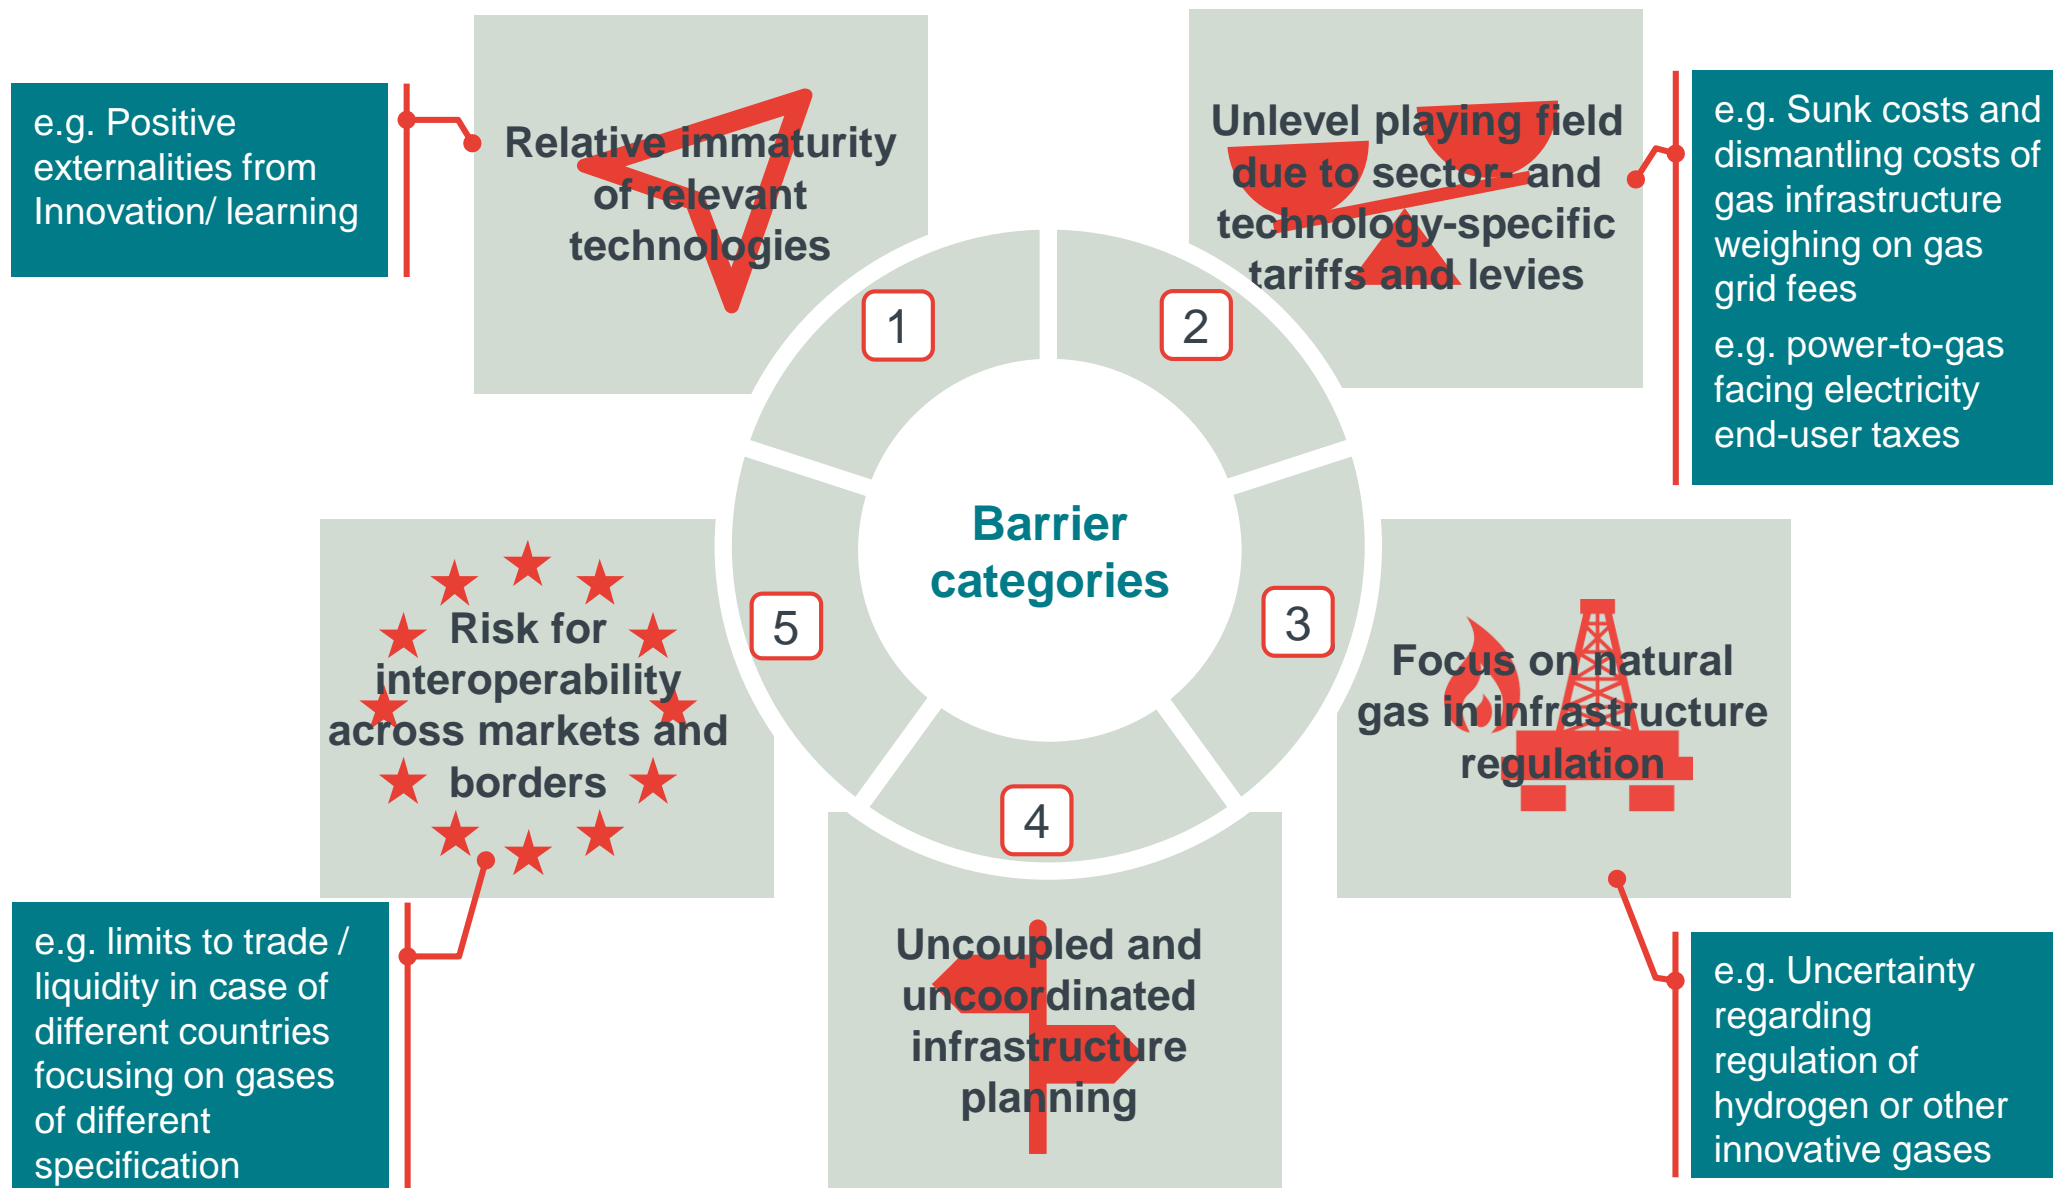 e.g. Positive
externalities from
Innovation/ learning
Relative immaturity
of relevant
technologies
1
Unlevel playing field
due to sector- and
technology-specific
tariffs and levies
2
e.g. Sunk costs and
dismantling costs of
gas infrastructure
weighing on gas
grid fees
e.g. power-to-gas
facing electricity
end-user taxes
Barrier
categories
3
Focus on natural
gas in infrastructure
regulation
e.g. Uncertainty
regarding
regulation of
hydrogen or other
innovative gases
4
Uncoupled and
uncoordinated
infrastructure
planning
5
Risk for
interoperability
across markets and
borders
e.g. limits to trade /
liquidity in case of
different countries
focusing on gases
of different
specification